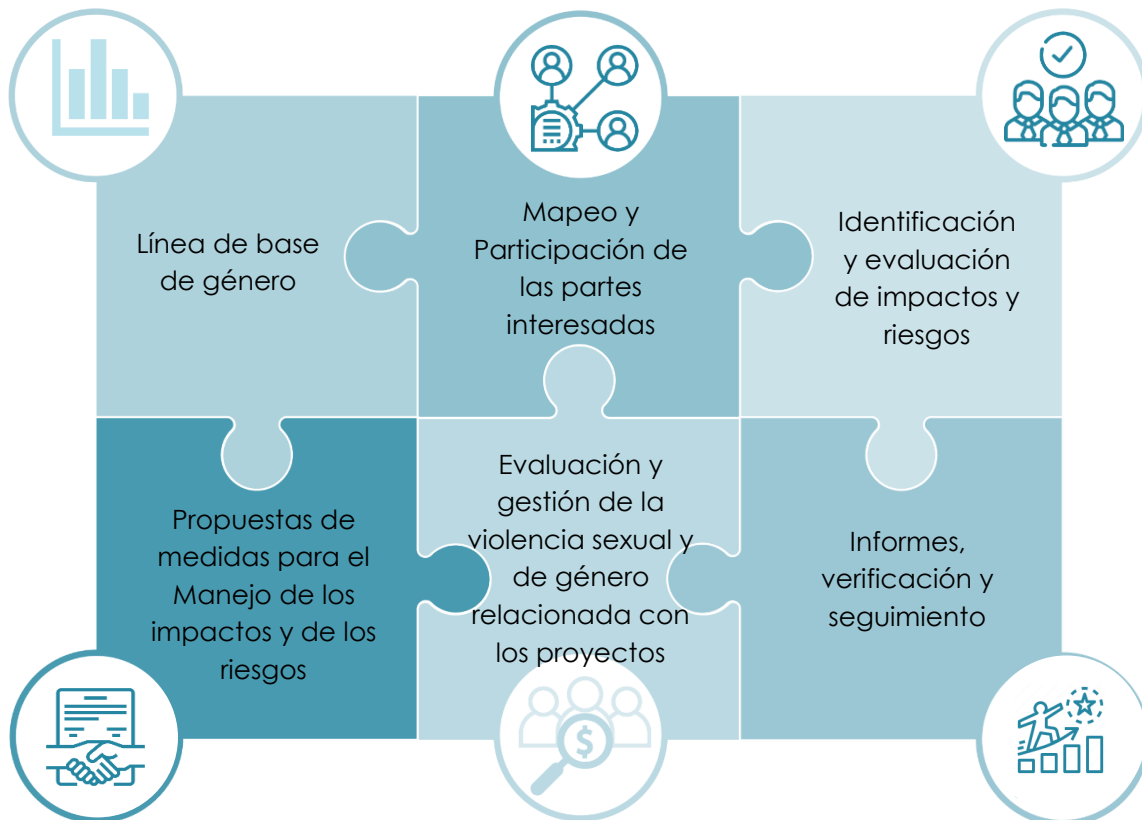 Línea de base
de género
Mapeo y
Participación de
las partes
interesadas
Identificación
y evaluación
de impactos y
riesgos
Propuestas de
medidas para el
Manejo de los
impactos y de los
riesgos
Evaluación y
gestión de la
violencia sexual y
de género
relacionada con
los proyectos
Informes,
verificación y
seguimiento
$